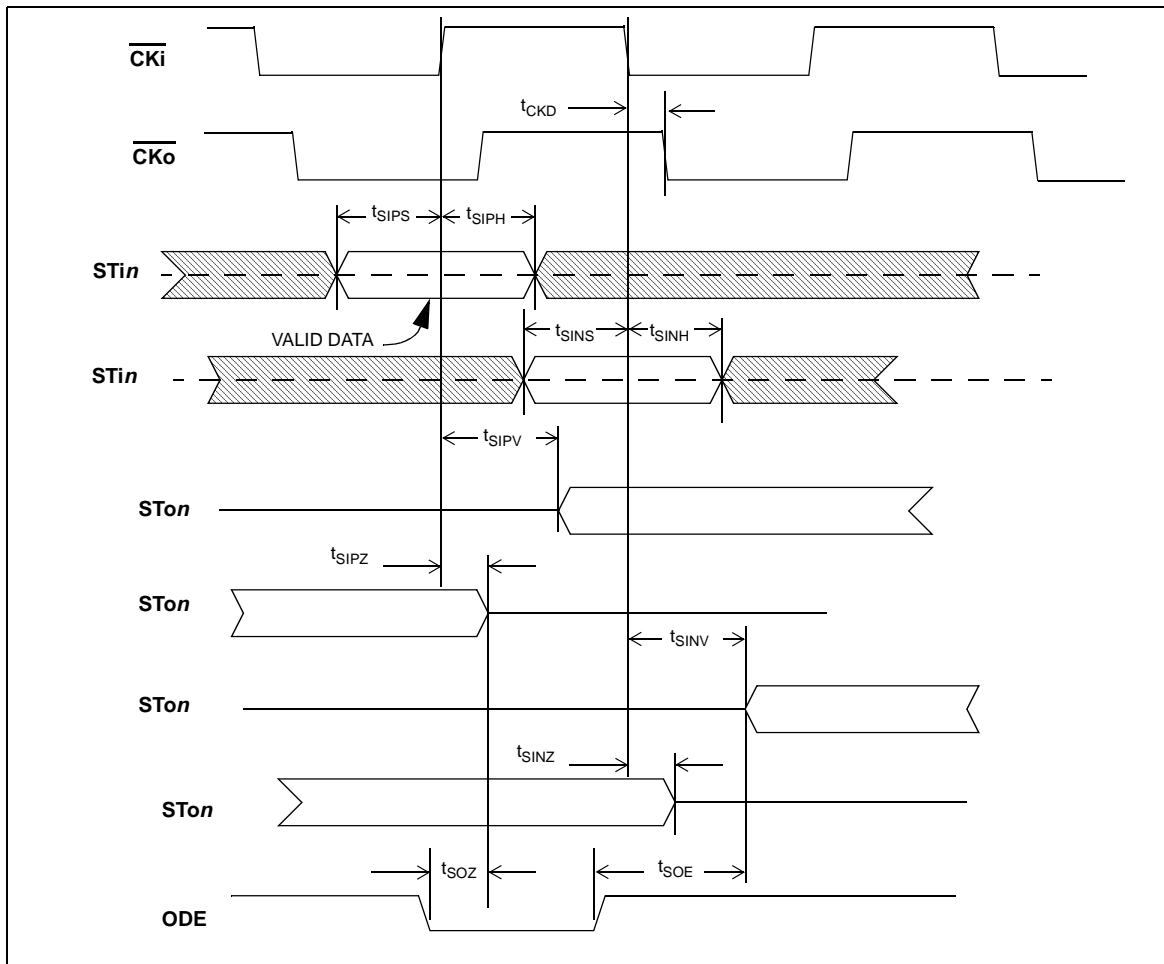 CKi
tCKD
CKo
tSIPS
tSIPH
STin
VALID DATA
tSINS
tSINH
STin
tSIPV
STon
tSIPZ
STon
tSINV
STon
tSINZ
STon
tSOZ
tSOE
ODE